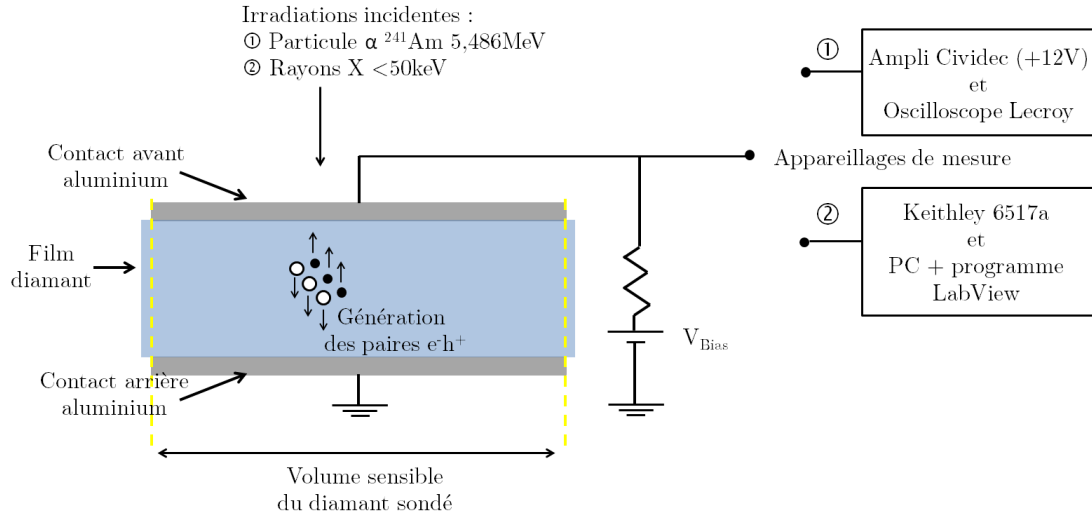 Irradiations incidentes :
① Particule α ²⁴¹Am 5,486MeV
② Rayons X <50keV
①
Ampli Cividec (+12V)
et
Oscilloscope Lecroy
Contact avant
aluminium
Appareillages de mesure
②
Keithley 6517a
et
PC + programme
LabView
Film
diamant
Génération
des paires e⁻h⁺
V_Bias
Contact arrière
aluminium
Volume sensible
du diamant sondé